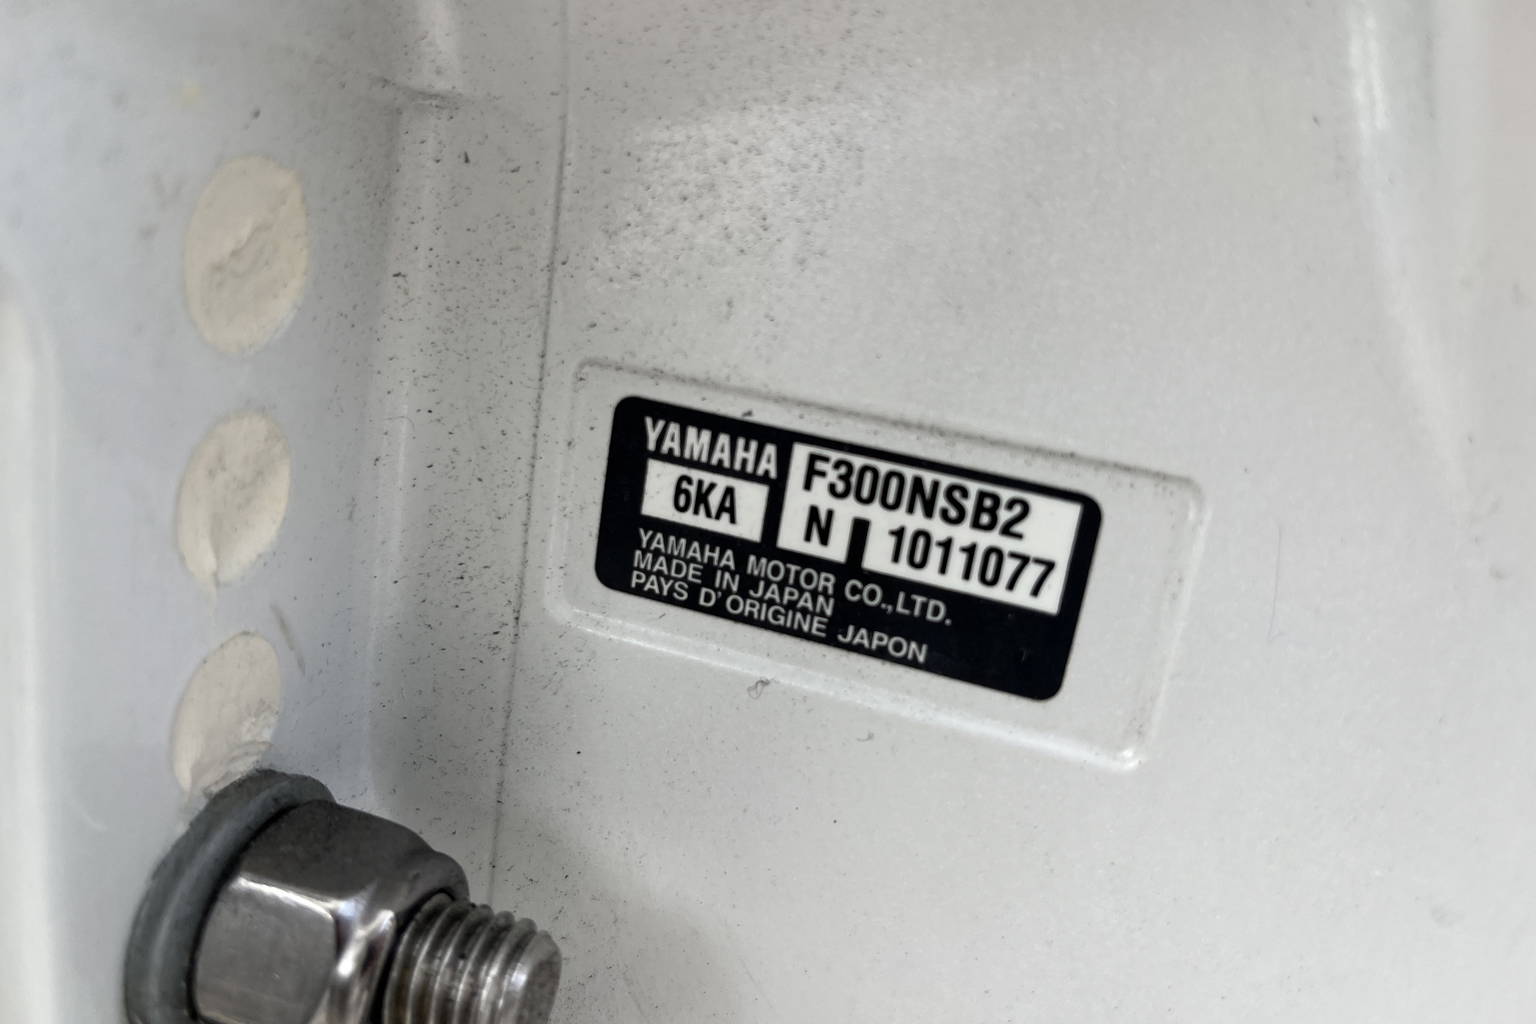 YAMAHA F300NSB2
6KA N 1011077
YAMAHA MOTOR CO.,LTD.
MADE IN JAPAN
PAYS D'ORIGINE JAPON